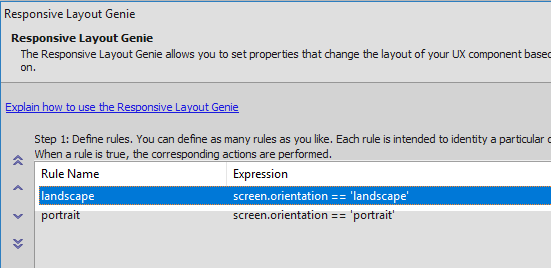 Responsive Layout Genie
Responsive Layout Genie
The Responsive Layout Genie allows you to set properties that change the layout of your UX component based
on.
Explain how to use the Responsive Layout Genie
Step 1: Define rules. You can define as many rules as you like. Each rule is intended to identity a particular
When a rule is true, the corresponding actions are performed.
Rule Name Expression
landscape screen.orientation == 'landscape'
portrait screen.orientation == 'portrait'